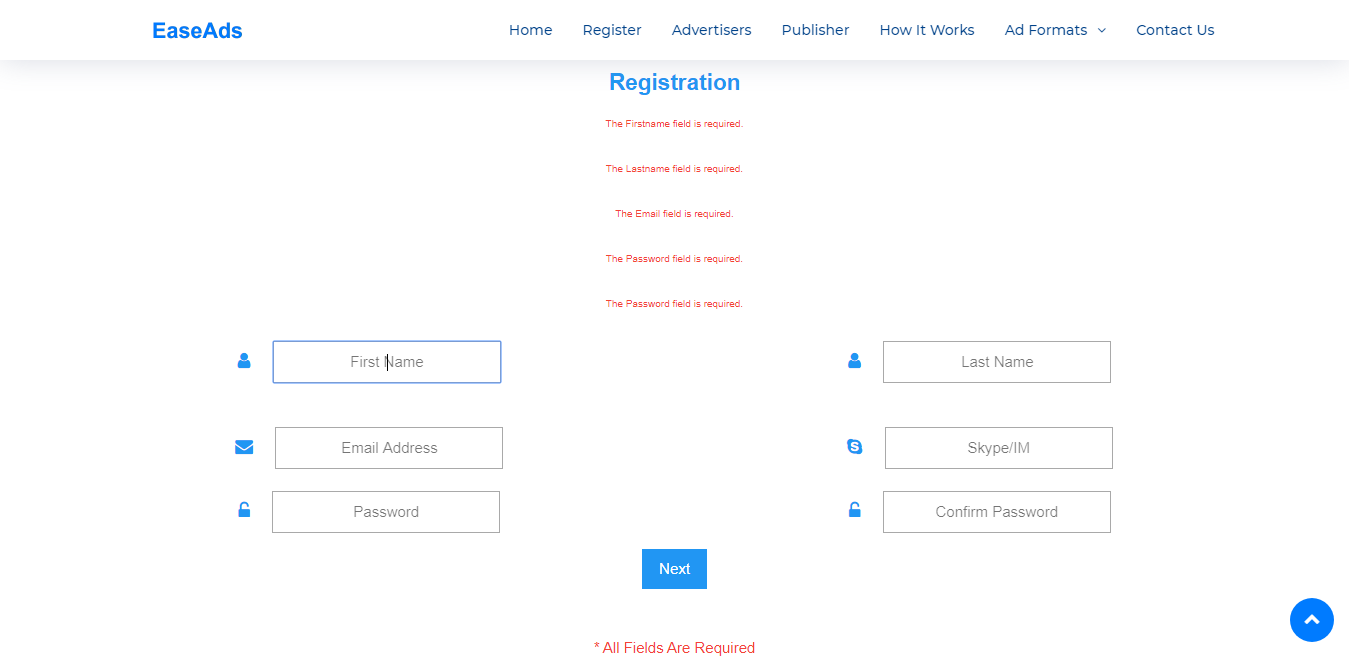 EaseAds
Home Register Advertisers Publisher How It Works Ad Formats Contact Us
Registration
The Firstname field is required.
The Lastname field is required.
The Email field is required.
The Password field is required.
The Password field is required.
First Name
Last Name
Email Address
Skype/IM
Password
Confirm Password
Next
* All Fields Are Required